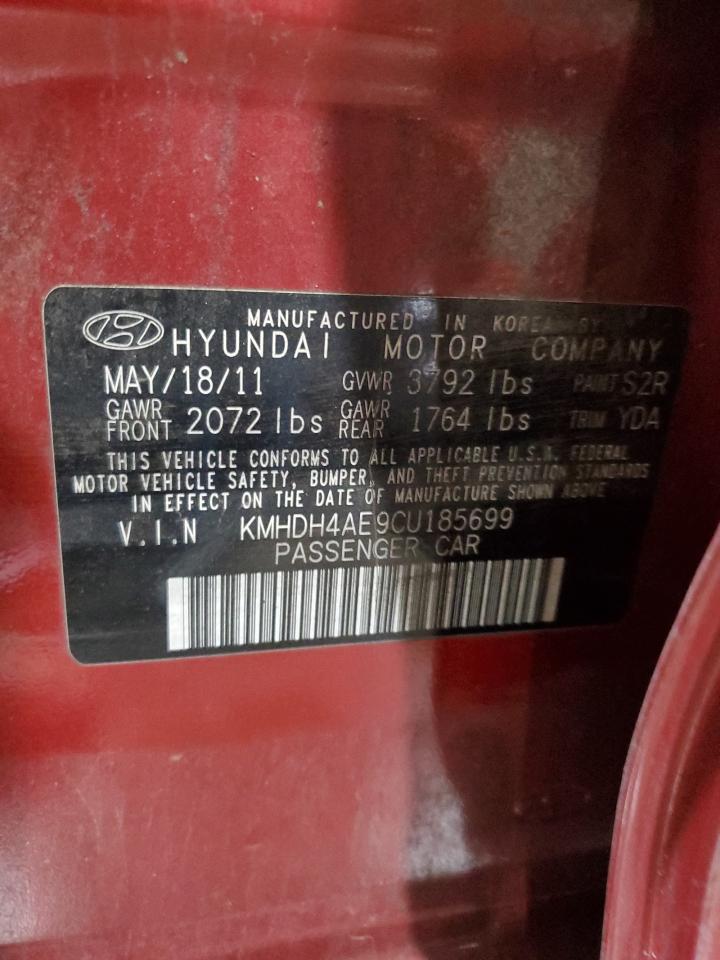 MANUFACTURED IN KOREA BY
HYUNDAI MOTOR COMPANY
MAY/18/11 GVWR 3792 lbs PAINT S2R
GAWR FRONT 2072 lbs GAWR REAR 1764 lbs TRIM YDA
THIS VEHICLE CONFORMS TO ALL APPLICABLE U.S.A. FEDERAL
MOTOR VEHICLE SAFETY, BUMPER, AND THEFT PREVENTION STANDARDS
IN EFFECT ON THE DATE OF MANUFACTURE SHOWN ABOVE
V.I.N KMHDH4AE9CU185699
PASSENGER CAR